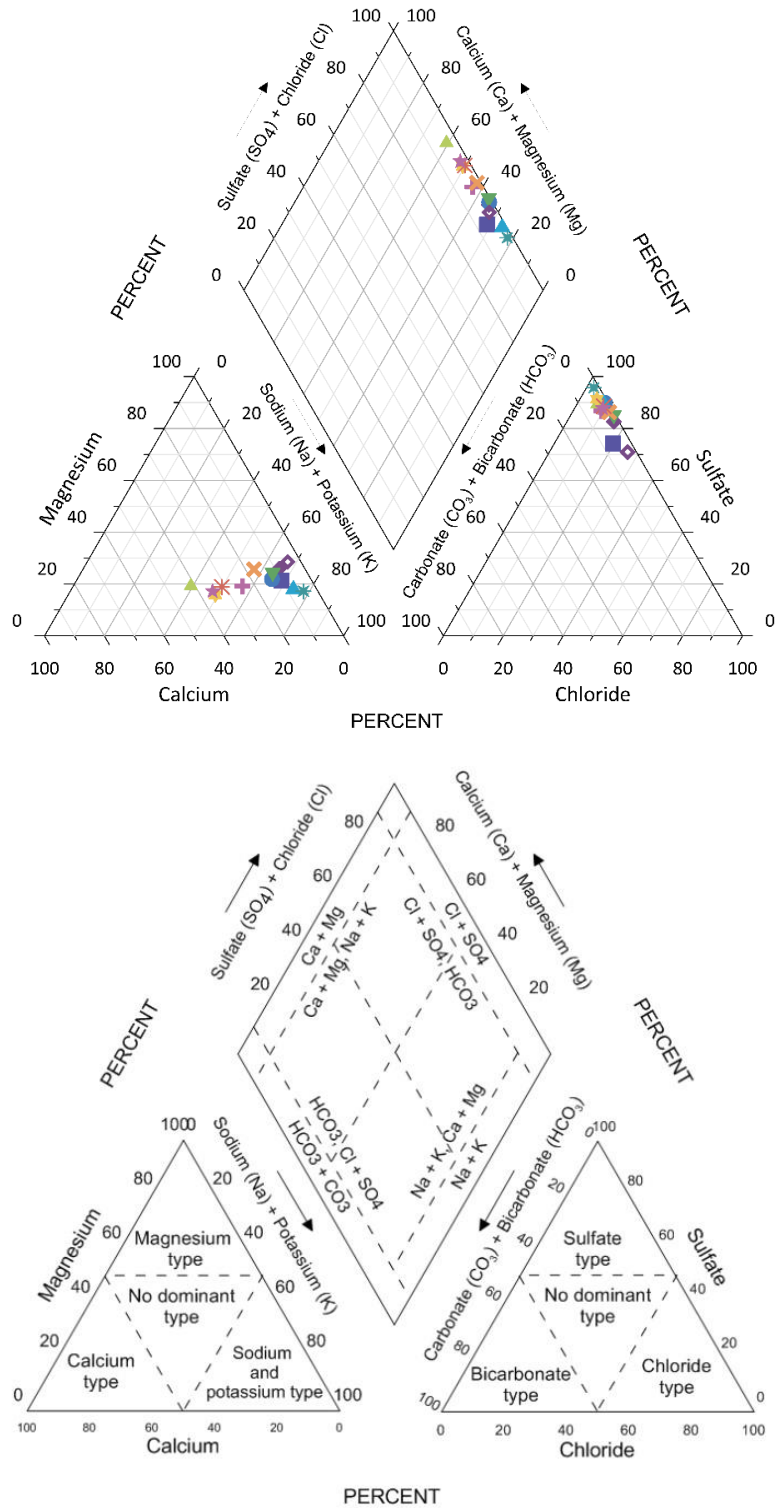 100 100
80 80
60 60
40 40
20 20
0 0
Sulfate (SO4) + Chloride (Cl)
Calcium (Ca) + Magnesium (Mg)
PERCENT
PERCENT
100 0
80 20
60 40
40 60
20 80
0 100
Magnesium
Sodium (Na) + Potassium (K)
100 80 60 40 20 0
Calcium
0 100
20 80
40 60
60 40
80 20
100 0
Carbonate (CO3) + Bicarbonate (HCO3)
Sulfate
0 20 40 60 80 100
Chloride
PERCENT
80 80
60 60
40 40
20 20
Sulfate (SO4) + Chloride (Cl)
Calcium (Ca) + Magnesium (Mg)
Ca + Mg
Ca + Mg, Na + K
Cl + SO4
Cl + SO4, HCO3
HCO3, Cl + SO4
HCO3 + CO3
Na + K, Ca + Mg
Na + K
PERCENT
PERCENT
100 0
80 20
60 40
40 60
20 80
0 100
Magnesium
Sodium (Na) + Potassium (K)
Magnesium
type
No dominant
type
Calcium
type
Sodium
and
potassium type
100 80 60 40 20 0
Calcium
0 100
20 80
40 60
60 40
80 20
100 0
Carbonate (CO3) + Bicarbonate (HCO3)
Sulfate
Sulfate
type
No dominant
type
Bicarbonate
type
Chloride
type
0 20 40 60 80 100
Chloride
PERCENT